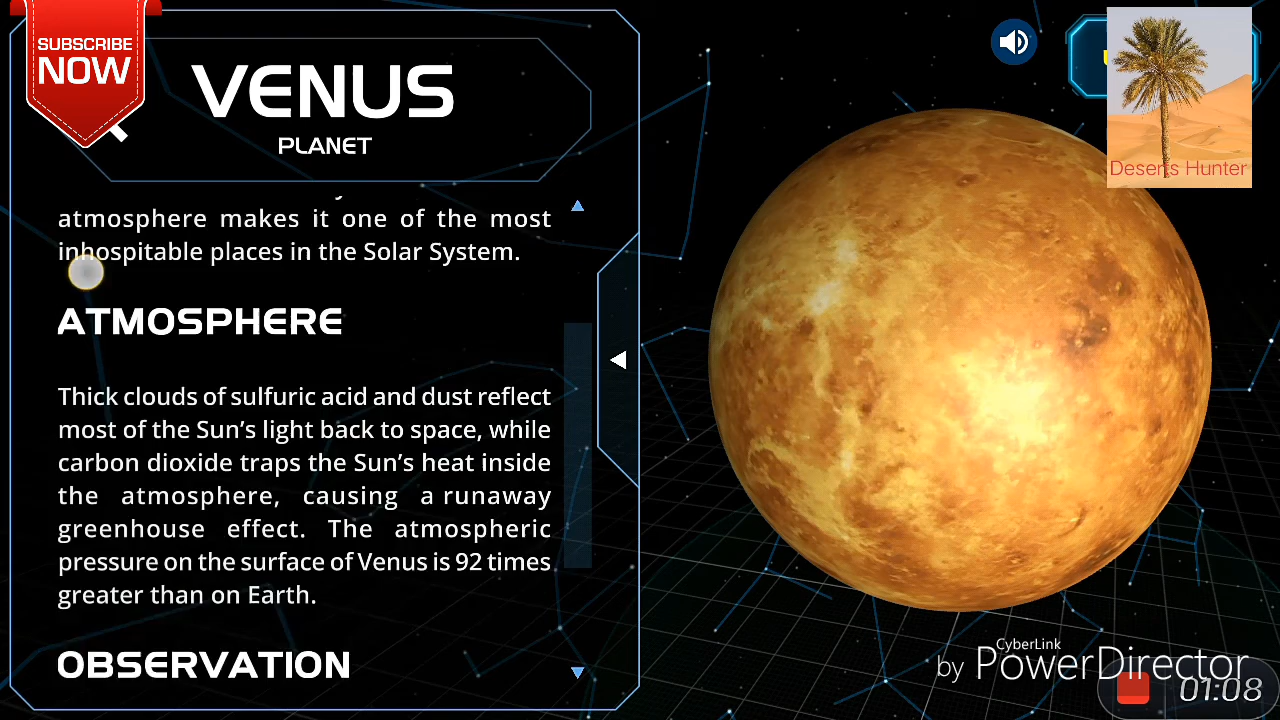 SUBSCRIBE
NOW
VENUS
PLANET
atmosphere makes it one of the most
inhospitable places in the Solar System.
ATMOSPHERE
Thick clouds of sulfuric acid and dust reflect
most of the Sun's light back to space, while
carbon dioxide traps the Sun's heat inside
the atmosphere, causing a runaway
greenhouse effect. The atmospheric
pressure on the surface of Venus is 92 times
greater than on Earth.
OBSERVATION
Deserts Hunter
CyberLink
by PowerDirector
01:08